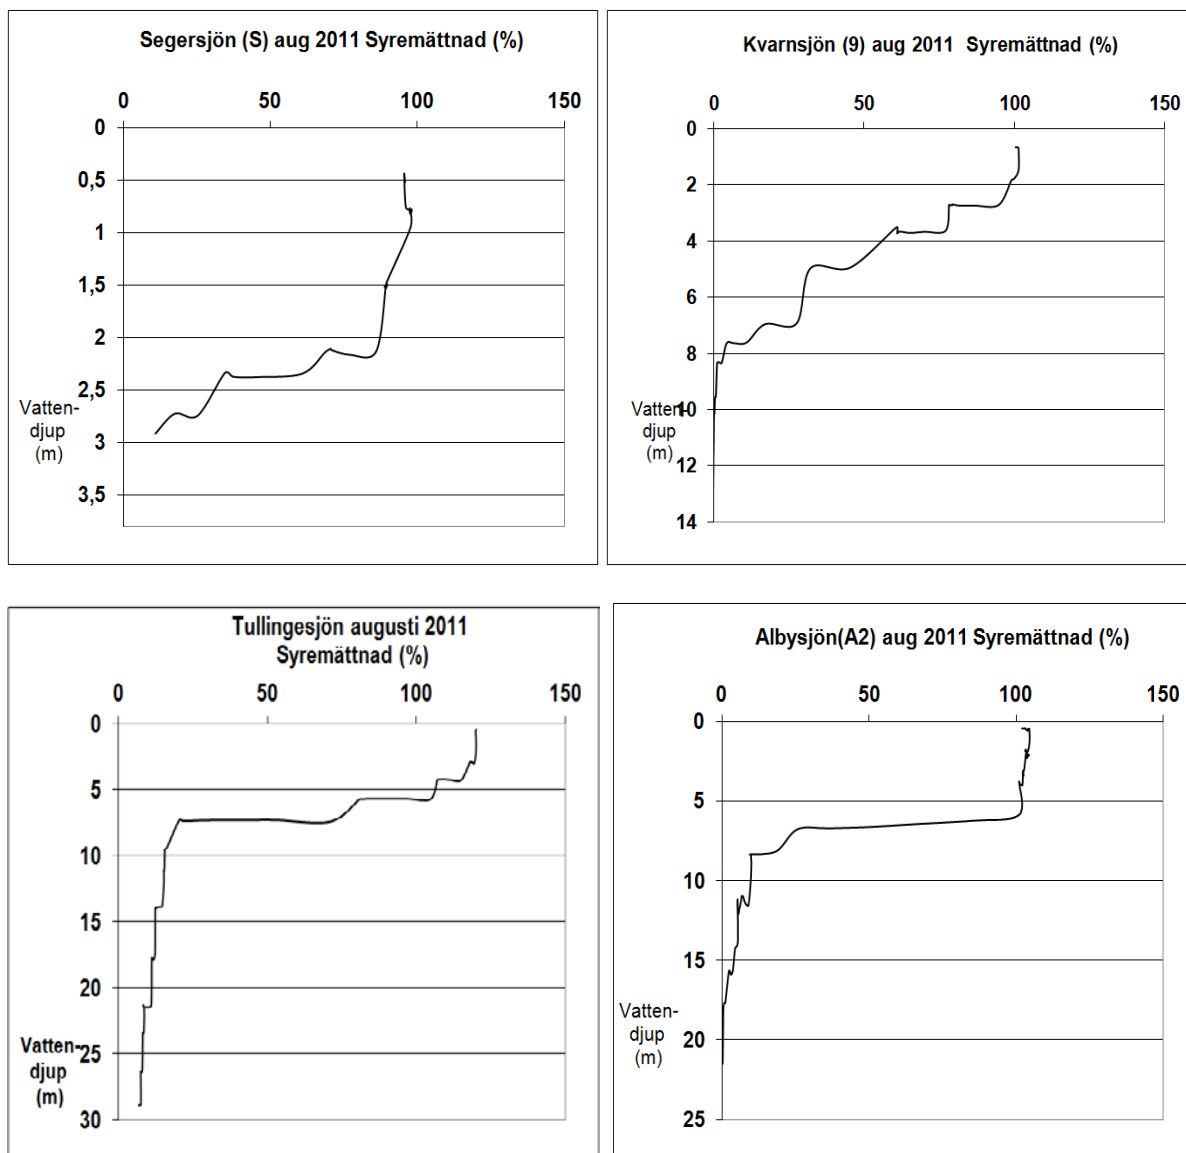 Segersjön (S) aug 2011 Syremättnad (%)
0 50 100 150
0
0,5
1
1,5
2
2,5
Vatten-
djup
(m)
3
3,5
Kvarnsjön (9) aug 2011 Syremättnad (%)
0 50 100 150
0
2
4
6
8
10
Vatten-
djup
(m)
12
14
Tullingesjön augusti 2011
Syremättnad (%)
0 50 100 150
0
5
10
15
20
25
Vatten-
djup
(m)
30
Albysjön(A2) aug 2011 Syremättnad (%)
0 50 100 150
0
5
10
15
20
Vatten-
djup
(m)
25